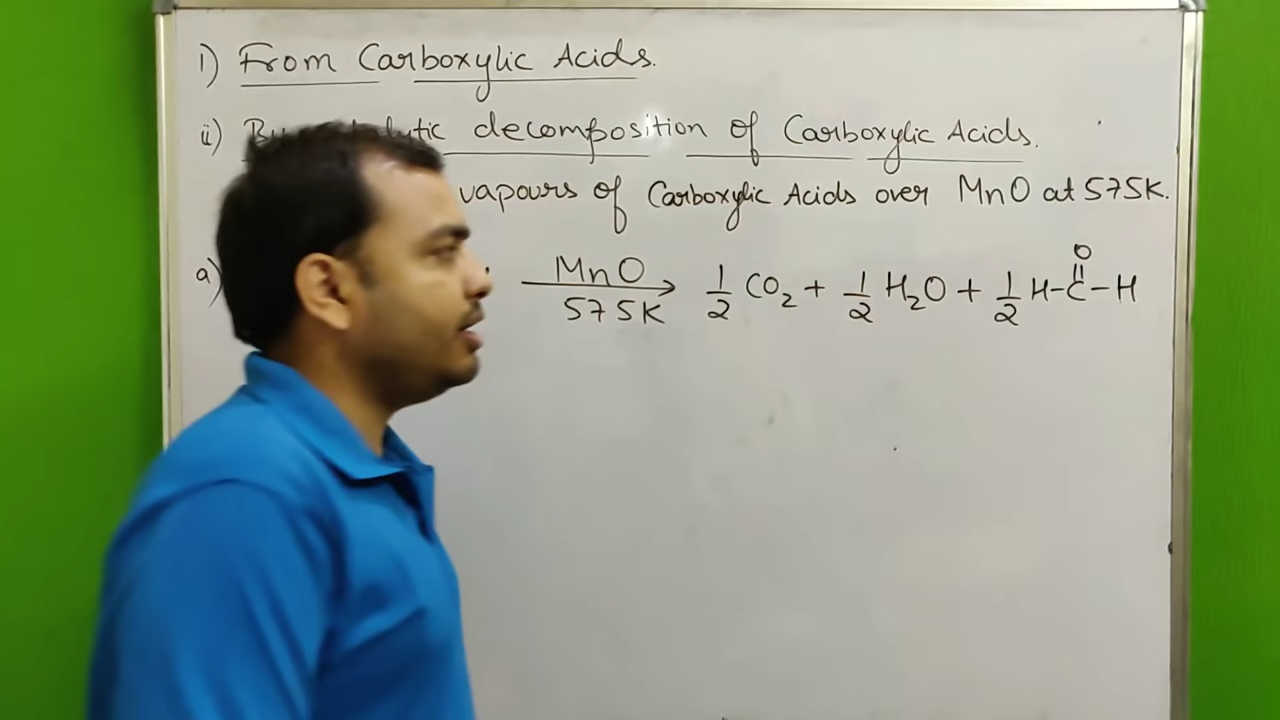 i) From Carboxylic Acids.
ii) By decomposition of Carboxylic Acids.
vapours of Carboxylic Acids over MnO at 575K.
a) MnO
575K → 1/2 CO₂ + 1/2 H₂O + 1/2 H-C-H
O